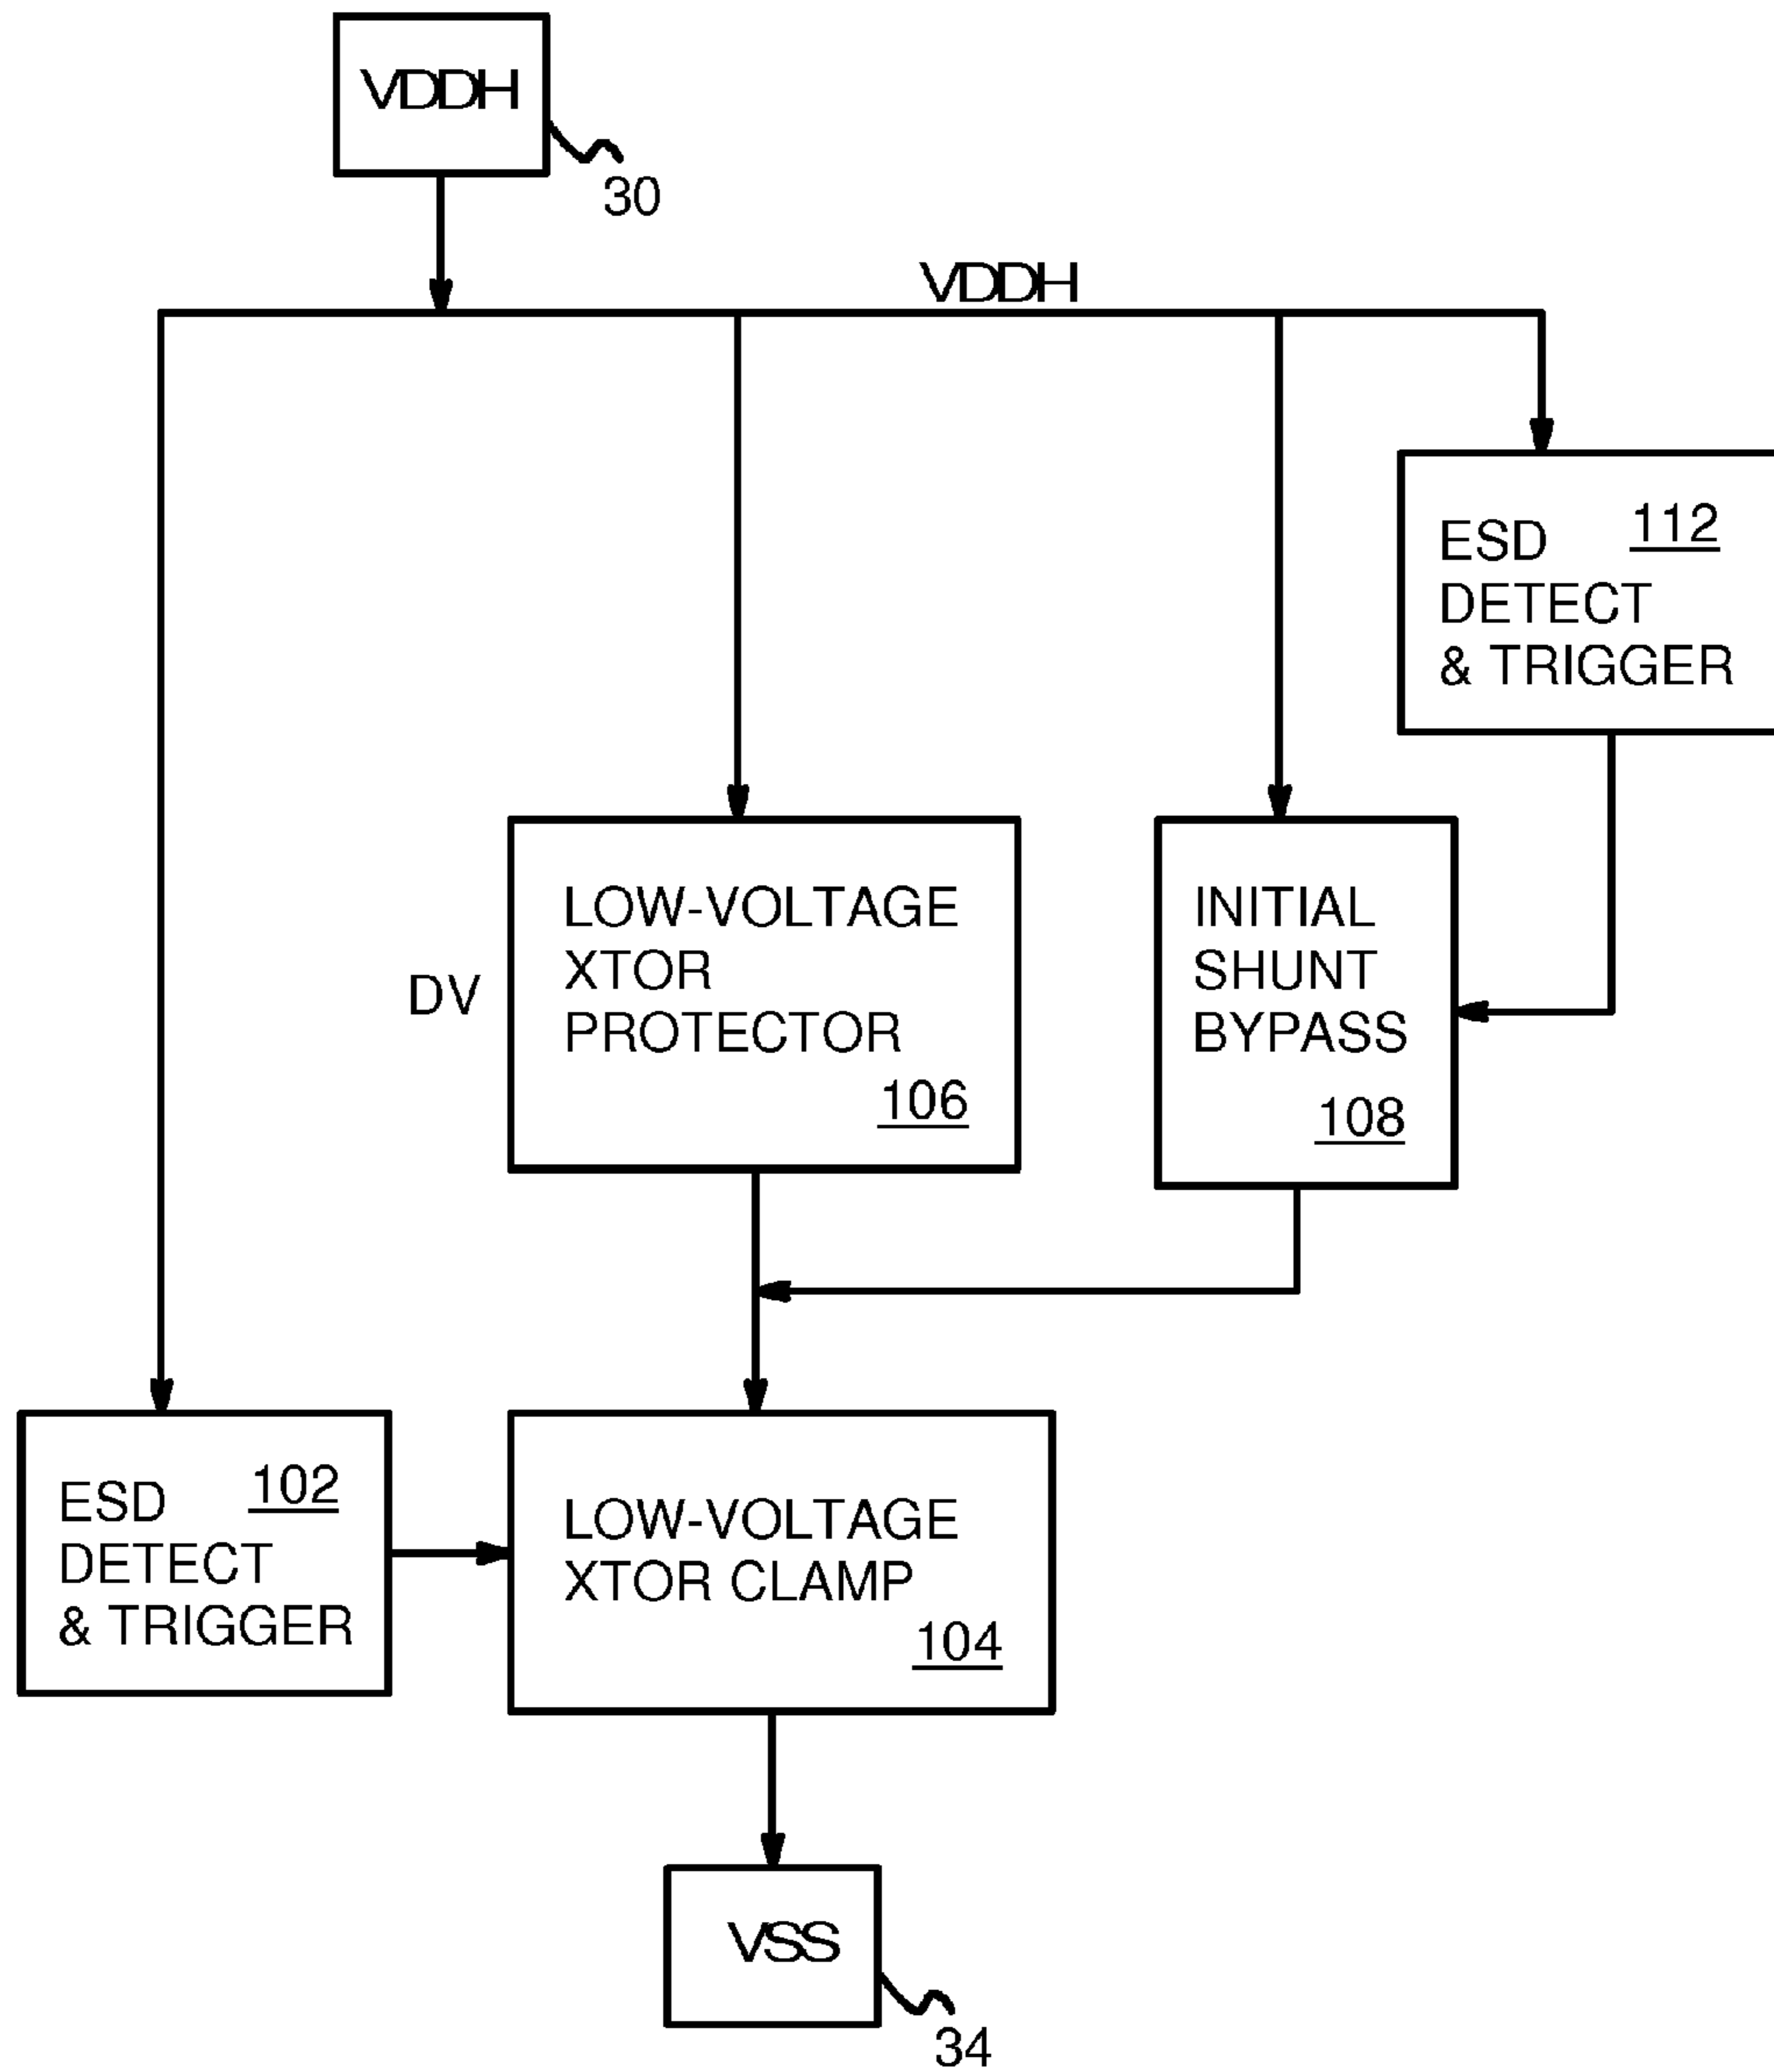 VDDH
30
VDDH
112
ESD
DETECT
& TRIGGER
LOW-VOLTAGE
XTOR
PROTECTOR
106
DV
INITIAL
SHUNT
BYPASS
108
102
ESD
DETECT
& TRIGGER
LOW-VOLTAGE
XTOR CLAMP
104
VSS
34